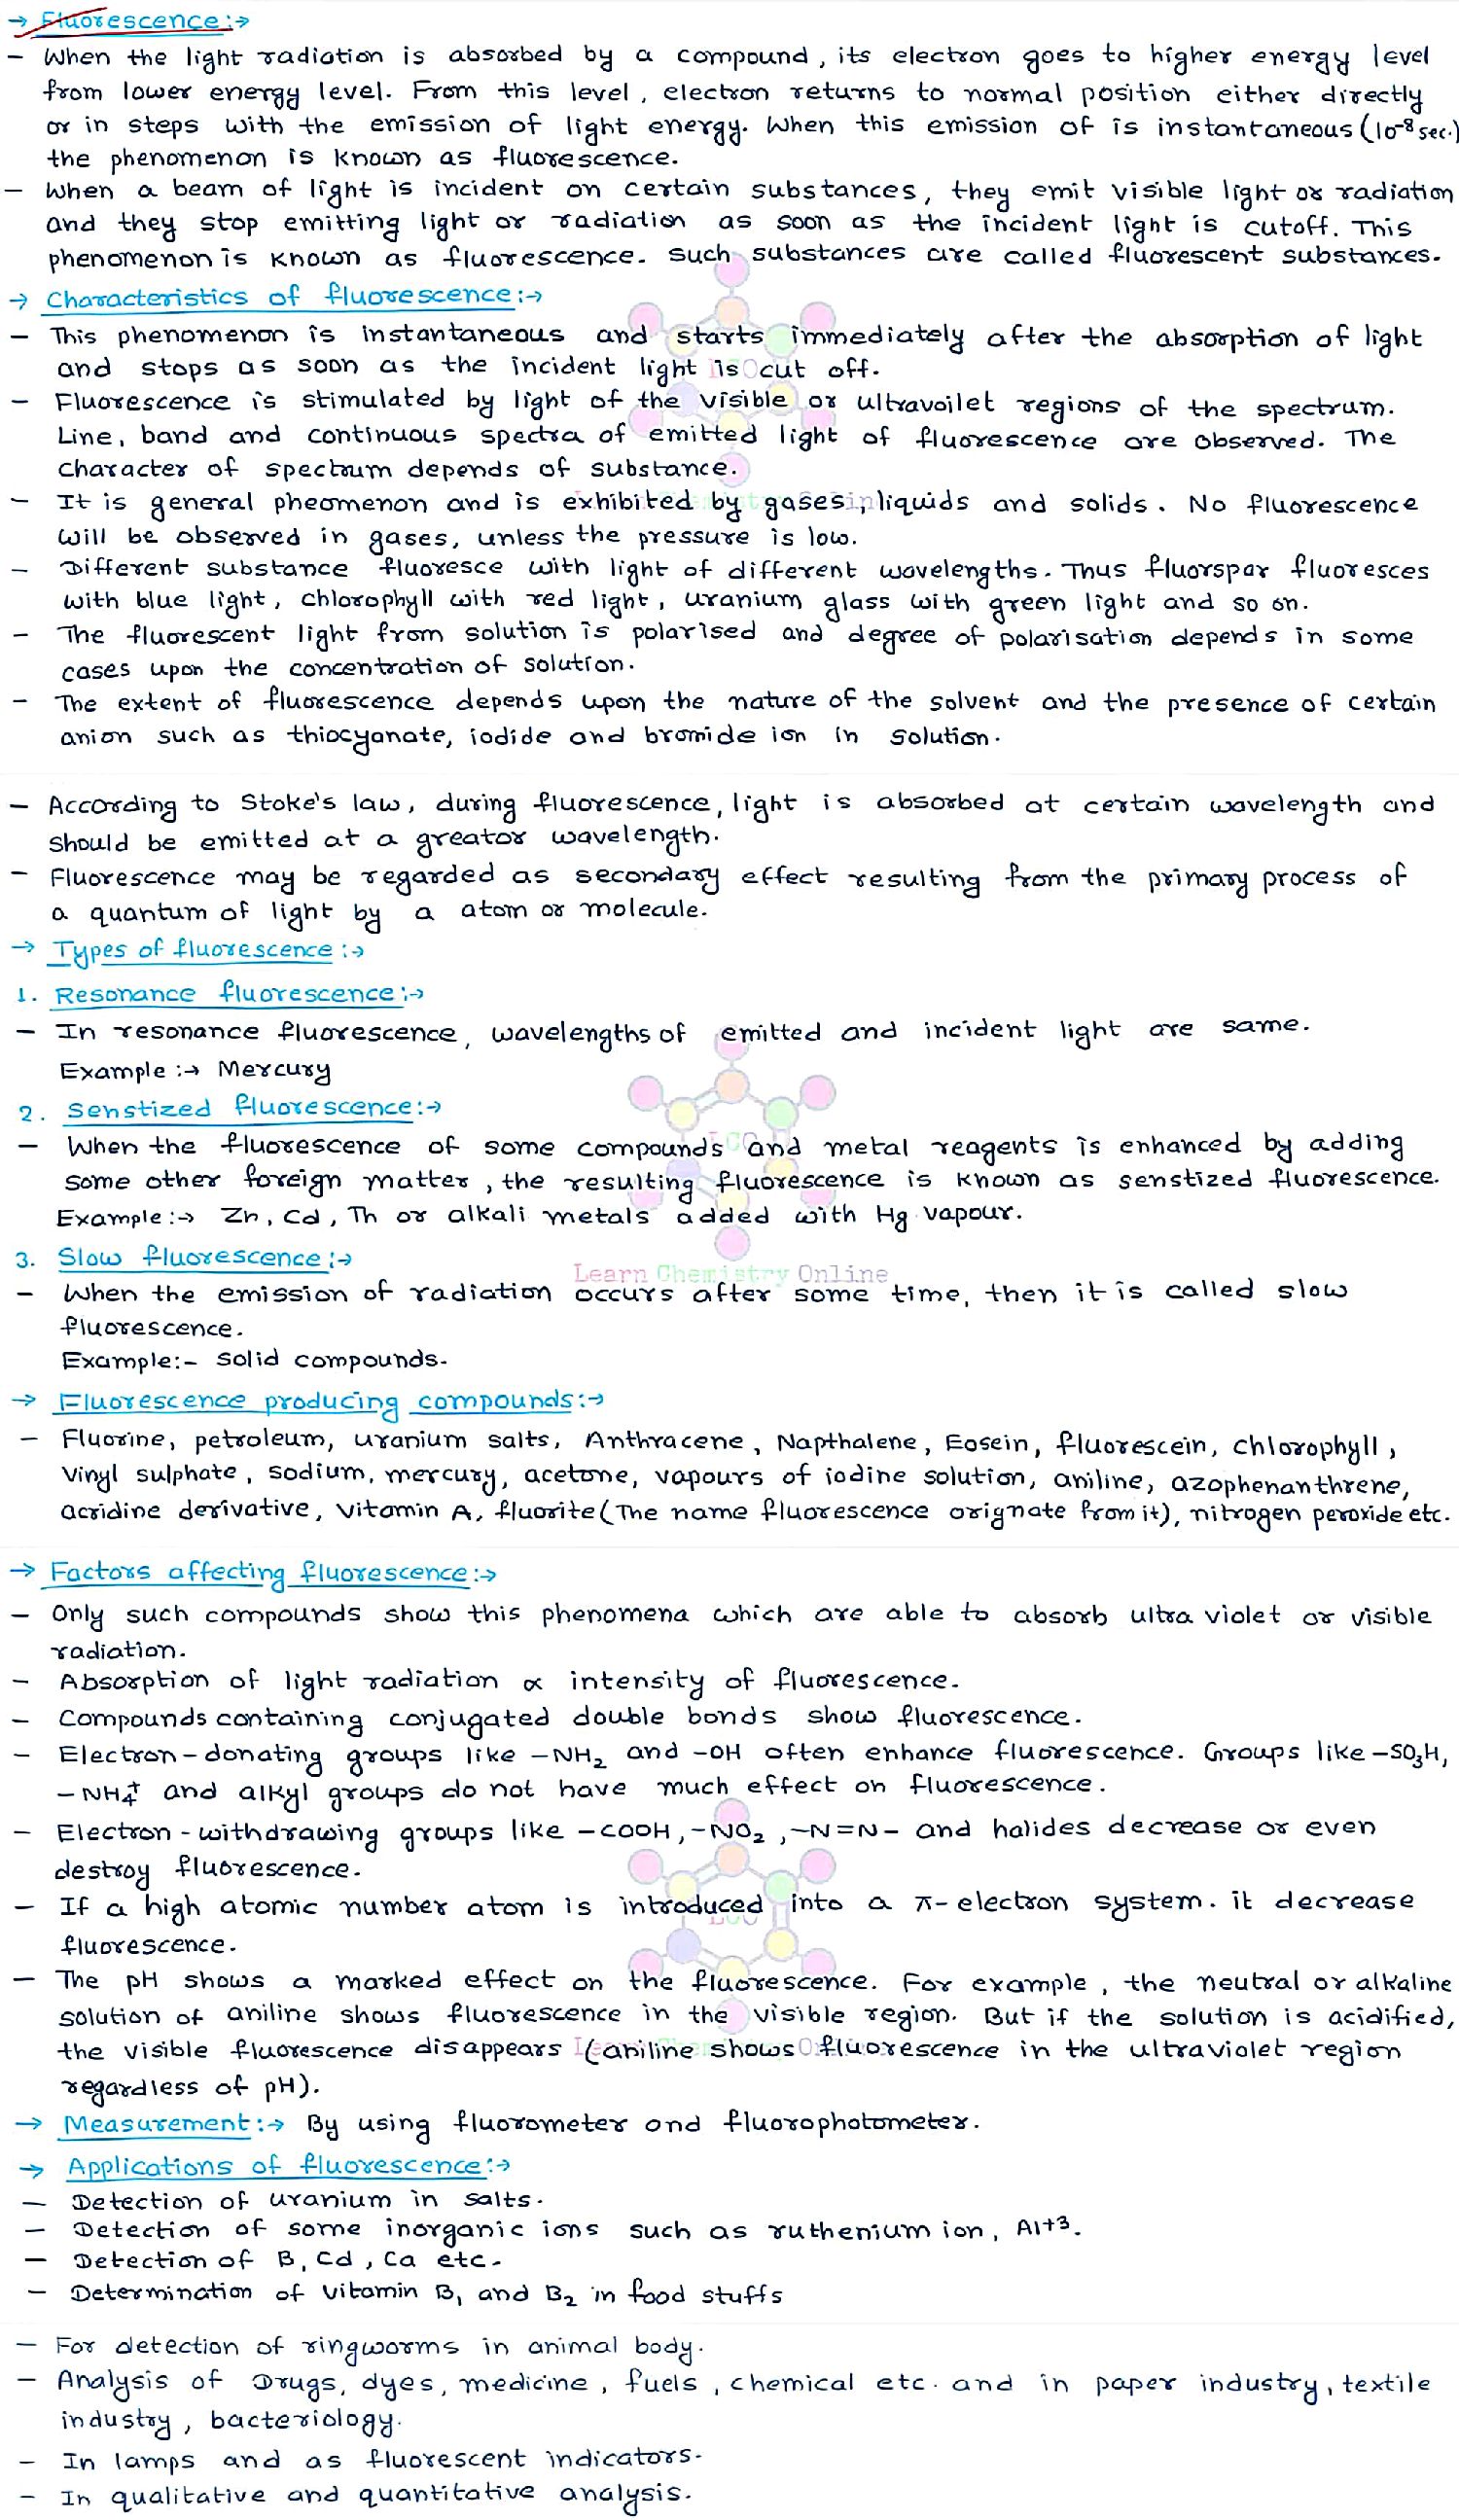 → Fluorescence:→
– When the light radiation is absorbed by a compound, its electron goes to higher energy level
from lower energy level. From this level, electron returns to normal position either directly
or in steps with the emission of light energy. When this emission of is instantaneous (10⁻⁸ sec.)
the phenomenon is known as fluorescence.
– When a beam of light is incident on certain substances, they emit visible light or radiation
and they stop emitting light or radiation as soon as the incident light is cutoff. This
phenomenon is known as fluorescence. Such substances are called fluorescent substances.
→ Characteristics of fluorescence:→
– This phenomenon is instantaneous and starts immediately after the absorption of light
and stops as soon as the incident light is cut off.
– Fluorescence is stimulated by light of the visible or ultravoilet regions of the spectrum.
Line, band and continuous spectra of emitted light of fluorescence are observed. The
character of spectrum depends of substance.
– It is general pheomenon and is exhibited by gases, liquids and solids. No fluorescence
will be observed in gases, unless the pressure is low.
– Different substance fluoresce with light of different wavelengths. Thus fluorspar fluoresces
with blue light, chlorophyll with red light, uranium glass with green light and so on.
– The fluorescent light from solution is polarised and degree of polarisation depends in some
cases upon the concentration of solution.
– The extent of fluorescence depends upon the nature of the solvent and the presence of certain
anion such as thiocyanate, iodide and bromide ion in solution.
– According to Stoke's law, during fluorescence, light is absorbed at certain wavelength and
should be emitted at a greator wavelength.
– Fluorescence may be regarded as secondary effect resulting from the primary process of
a quantum of light by a atom or molecule.
→ Types of fluorescence:→
1. Resonance fluorescence:→
– In resonance fluorescence, wavelengths of emitted and incident light are same.
Example:→ Mercury
2. Senstized fluorescence:→
– When the fluorescence of some compounds and metal reagents is enhanced by adding
some other foreign matter, the resulting fluorescence is known as senstized fluorescence.
Example:→ Zn, Cd, Th or alkali metals added with Hg vapour.
3. Slow fluorescence:→
Learn Chemistry Online
– When the emission of radiation occurs after some time, then it is called slow
fluorescence.
Example:– Solid compounds.
→ Fluorescence producing compounds:→
– Fluorine, petroleum, uranium salts, Anthracene, Napthalene, Eosein, fluorescein, chlorophyll,
Vinyl sulphate, sodium, mercury, acetone, vapours of iodine solution, aniline, azophenanthrene,
acridine derivative, vitamin A, fluorite (The name fluorescence orignate from it), nitrogen peroxide etc.
→ Factors affecting fluorescence:→
– Only such compounds show this phenomena which are able to absorb ultra violet or visible
radiation.
– Absorption of light radiation ∝ intensity of fluorescence.
– Compounds containing conjugated double bonds show fluorescence.
– Electron-donating groups like –NH₂ and –OH often enhance fluorescence. Groups like –SO₃H,
–NH₄⁺ and alkyl groups do not have much effect on fluorescence.
– Electron-withdrawing groups like –COOH, –NO₂, –N=N– and halides decrease or even
destroy fluorescence.
– If a high atomic number atom is introduced into a π-electron system. it decrease
fluorescence.
– The pH shows a marked effect on the fluorescence. For example, the neutral or alkaline
solution of aniline shows fluorescence in the visible region. But if the solution is acidified,
the visible fluorescence disappears (aniline shows fluorescence in the ultraviolet region
regardless of pH).
→ Measurement:→ By using fluorometer and fluorophotometer.
→ Applications of fluorescence:→
– Detection of uranium in salts.
– Detection of some inorganic ions such as ruthenium ion, Al+3.
– Detection of B, Cd, Ca etc.
– Determination of vitamin B₁ and B₂ in food stuffs
– For detection of ringworms in animal body.
– Analysis of Drugs, dyes, medicine, fuels, chemical etc. and in paper industry, textile
industry, bacteriology.
– In lamps and as fluorescent indicators.
– In qualitative and quantitative analysis.